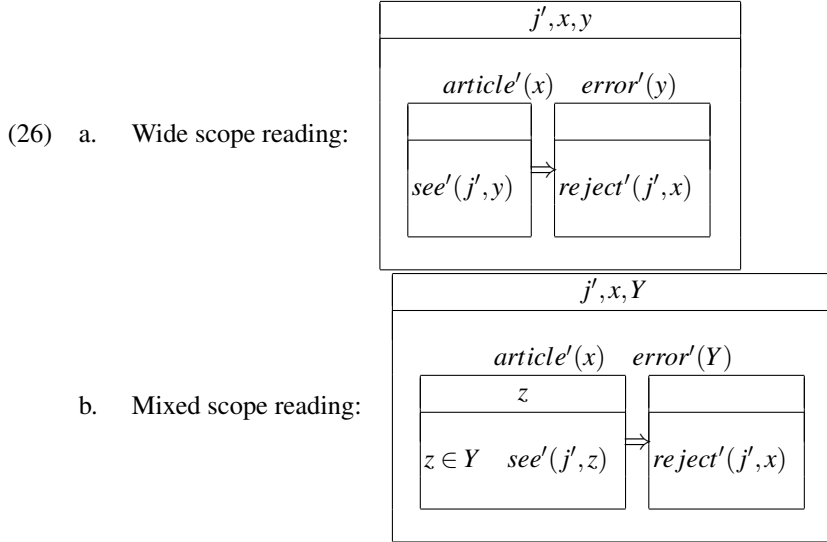 j′, x, y
article′(x) error′(y)
(26) a. Wide scope reading:
see′(j′, y) ⇒ reject′(j′, x)
j′, x, Y
article′(x) error′(Y)
z
b. Mixed scope reading:
z ∈ Y see′(j′, z) ⇒ reject′(j′, x)